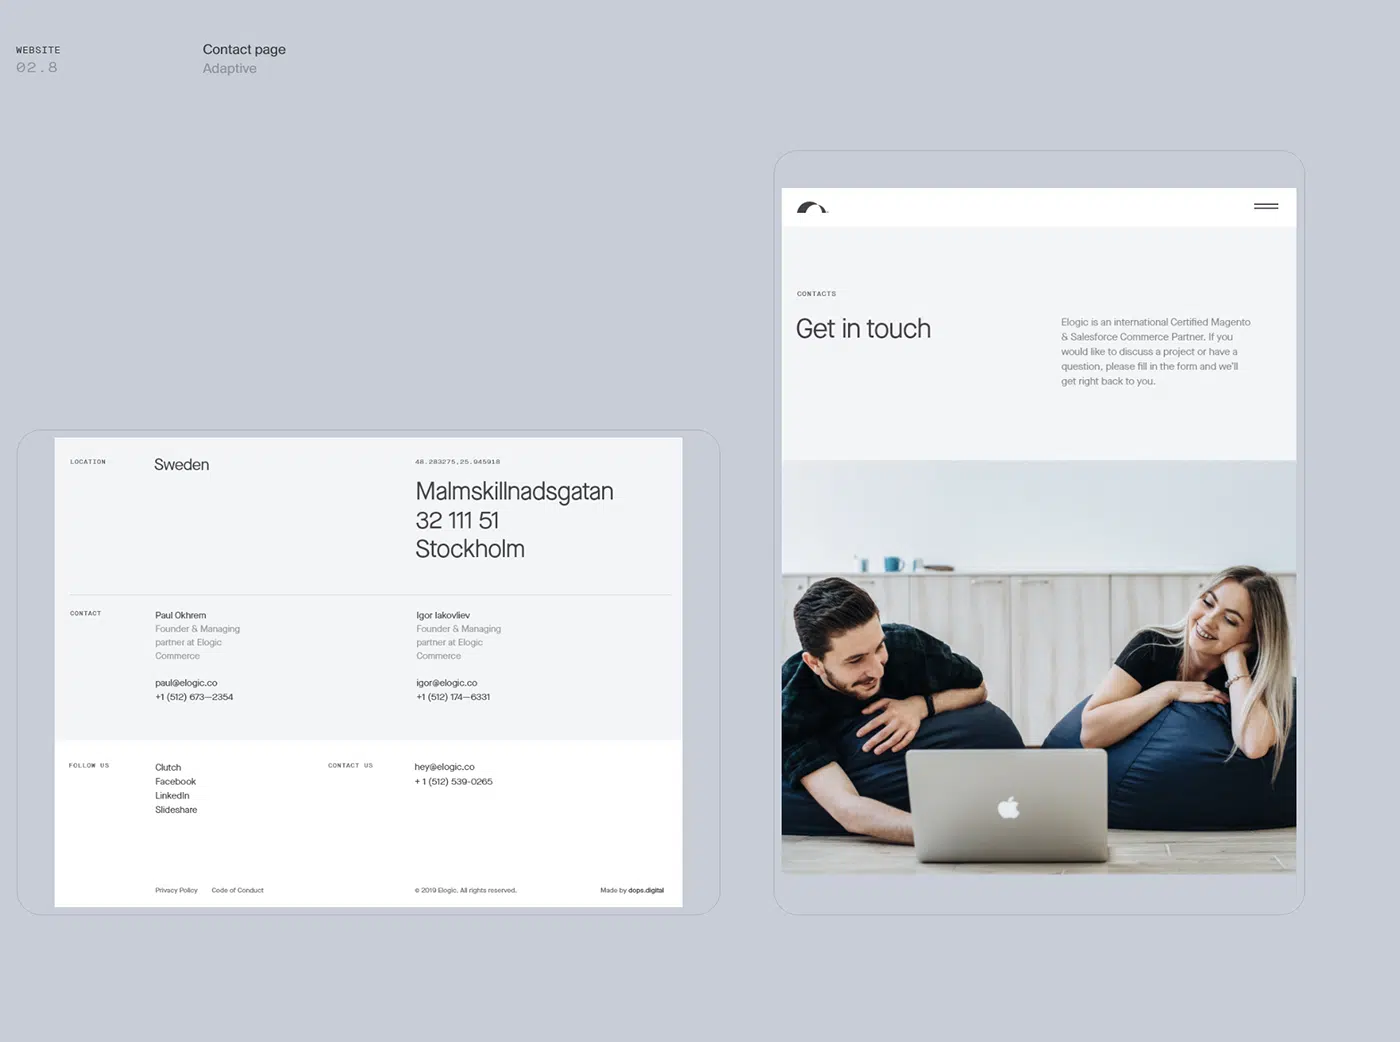 WEBSITE
02.8
Contact page
Adaptive
CONTACTS
Get in touch
Elogic is an international Certified Magento
& Salesforce Commerce Partner. If you
would like to discuss a project or have a
question, please fill in the form and we'll
get right back to you.
LOCATION
Sweden
48.283275,25.945918
Malmskillnadsgatan
32 111 51
Stockholm
CONTACT
Paul Okhrem
Founder & Managing
partner at Elogic
Commerce
paul@elogic.co
+1 (512) 673—2354
Igor Iakovliev
Founder & Managing
partner at Elogic
Commerce
igor@elogic.co
+1 (512) 174—6331
FOLLOW US
Clutch
Facebook
LinkedIn
Slideshare
CONTACT US
hey@elogic.co
+ 1 (512) 539-0265
Privacy Policy
Code of Conduct
© 2019 Elogic. All rights reserved.
Made by dops.digital